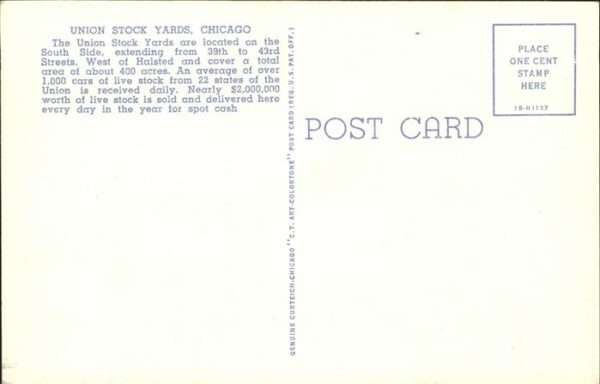 UNION STOCK YARDS, CHICAGO
The Union Stock Yards are located on the
South Side, extending from 39th to 43rd
Streets. West of Halsted and cover a total
area of about 400 acres. An average of over
1,000 cars of live stock from 22 states of the
Union is received daily. Nearly $2,000,000
worth of live stock is sold and delivered here
every day in the year for spot cash
GENUINE CURTEICH-CHICAGO "C.T. ART-COLORTONE" POST CARD (REG. U.S. PAT. OFF.)
POST CARD
PLACE
ONE CENT
STAMP
HERE